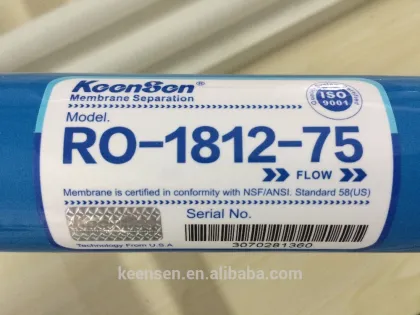 KeenSen®
Membrane Separation
ISO
9001
Model.
RO-1812-75
FLOW
Membrane is certified in conformity with NSF/ANSI. Standard 58(US)
Serial No.
3070281360
Technology From U.S.A
keensen.en.alibaba.com